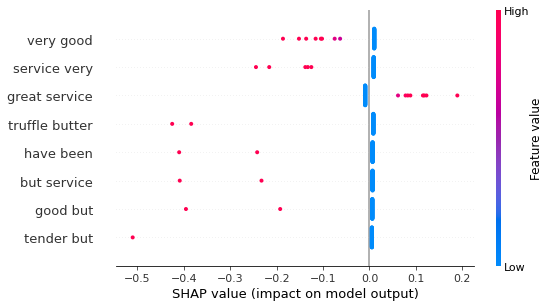 High
very good
service very
great service
truffle butter
have been
but service
good but
tender but
Feature value
Low
−0.5 −0.4 −0.3 −0.2 −0.1 0.0 0.1 0.2
SHAP value (impact on model output)